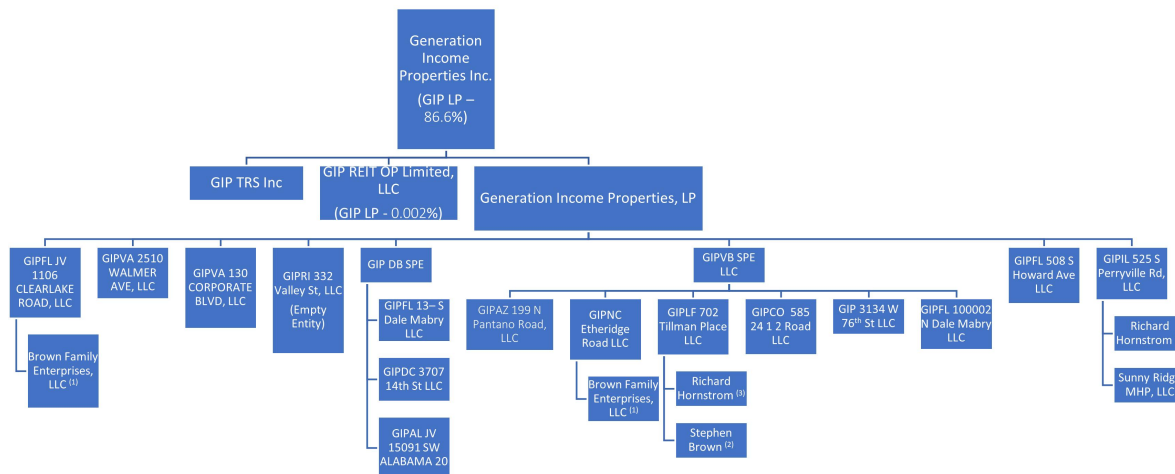 Generation
Income
Properties Inc.
(GIP LP –
86.6%)
GIP TRS Inc
GIP REIT OP Limited,
LLC
(GIP LP - 0.002%)
Generation Income Properties, LP
GIPFL JV
1106
CLEARLAKE
ROAD, LLC
GIPVA 2510
WALMER
AVE, LLC
GIPVA 130
CORPORATE
BLVD, LLC
GIPRI 332
Valley St, LLC
(Empty
Entity)
GIP DB SPE
GIPVB SPE
LLC
GIPFL 508 S
Howard Ave
LLC
GIPIL 525 S
Perryville Rd,
LLC
Brown Family
Enterprises,
LLC (1)
GIPFL 13– S
Dale Mabry
LLC
GIPDC 3707
14th St LLC
GIPAL JV
15091 SW
ALABAMA 20
GIPAZ 199 N
Pantano Road,
LLC
GIPNC
Etheridge
Road LLC
GIPLF 702
Tillman Place
LLC
GIPCO 585
24 1 2 Road
LLC
GIP 3134 W
76th St LLC
GIPFL 100002
N Dale Mabry
LLC
Brown Family
Enterprises,
LLC (1)
Richard
Hornstrom (3)
Stephen
Brown (2)
Richard
Hornstrom
Sunny Ridge
MHP, LLC